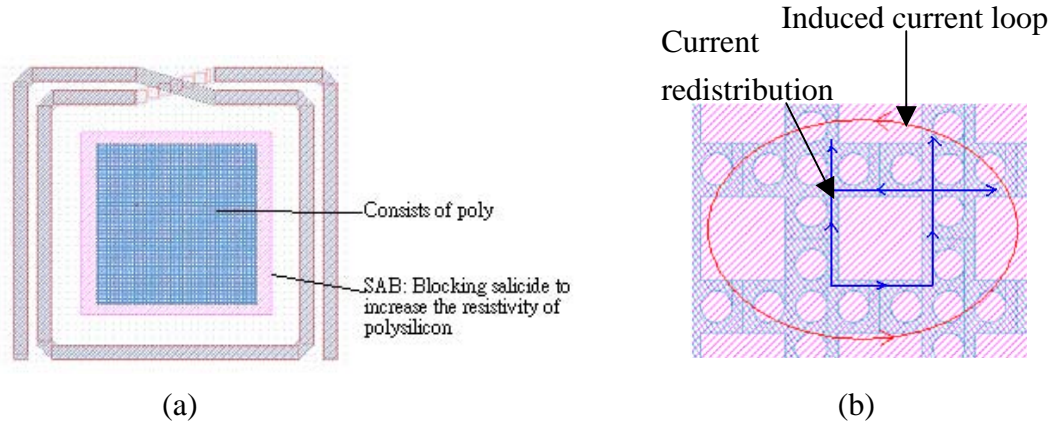 Consists of poly
SAB: Blocking salicide to
increase the resistivity of
polysilicon
(a)
Induced current loop
Current
redistribution
(b)